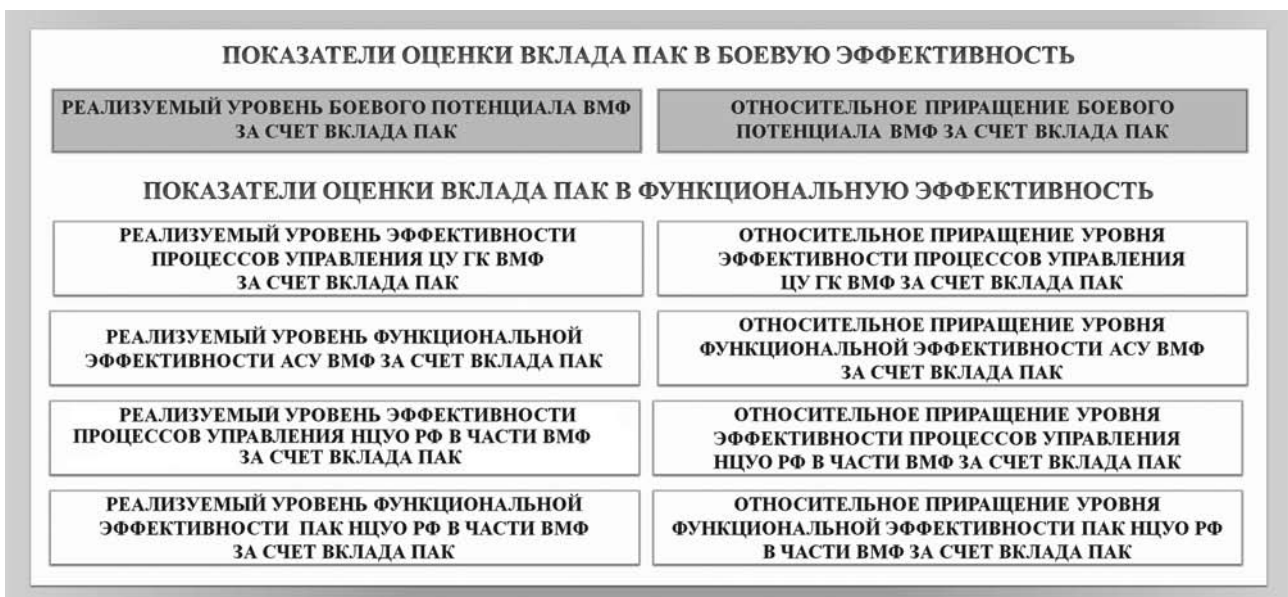 ПОКАЗАТЕЛИ ОЦЕНКИ ВКЛАДА ПАК В БОЕВУЮ ЭФФЕКТИВНОСТЬ
РЕАЛИЗУЕМЫЙ УРОВЕНЬ БОЕВОГО ПОТЕНЦИАЛА ВМФ
ЗА СЧЕТ ВКЛАДА ПАК
ОТНОСИТЕЛЬНОЕ ПРИРАЩЕНИЕ БОЕВОГО
ПОТЕНЦИАЛА ВМФ ЗА СЧЕТ ВКЛАДА ПАК
ПОКАЗАТЕЛИ ОЦЕНКИ ВКЛАДА ПАК В ФУНКЦИОНАЛЬНУЮ ЭФФЕКТИВНОСТЬ
РЕАЛИЗУЕМЫЙ УРОВЕНЬ ЭФФЕКТИВНОСТИ
ПРОЦЕССОВ УПРАВЛЕНИЯ ЦУ ГК ВМФ
ЗА СЧЕТ ВКЛАДА ПАК
ОТНОСИТЕЛЬНОЕ ПРИРАЩЕНИЕ УРОВНЯ
ЭФФЕКТИВНОСТИ ПРОЦЕССОВ УПРАВЛЕНИЯ
ЦУ ГК ВМФ ЗА СЧЕТ ВКЛАДА ПАК
РЕАЛИЗУЕМЫЙ УРОВЕНЬ ФУНКЦИОНАЛЬНОЙ
ЭФФЕКТИВНОСТИ АСУ ВМФ ЗА СЧЕТ ВКЛАДА ПАК
ОТНОСИТЕЛЬНОЕ ПРИРАЩЕНИЕ УРОВНЯ
ФУНКЦИОНАЛЬНОЙ ЭФФЕКТИВНОСТИ АСУ ВМФ
ЗА СЧЕТ ВКЛАДА ПАК
РЕАЛИЗУЕМЫЙ УРОВЕНЬ ЭФФЕКТИВНОСТИ
ПРОЦЕССОВ УПРАВЛЕНИЯ НЦУО РФ В ЧАСТИ ВМФ
ЗА СЧЕТ ВКЛАДА ПАК
ОТНОСИТЕЛЬНОЕ ПРИРАЩЕНИЕ УРОВНЯ
ЭФФЕКТИВНОСТИ ПРОЦЕССОВ УПРАВЛЕНИЯ
НЦУО РФ В ЧАСТИ ВМФ ЗА СЧЕТ ВКЛАДА ПАК
РЕАЛИЗУЕМЫЙ УРОВЕНЬ ФУНКЦИОНАЛЬНОЙ
ЭФФЕКТИВНОСТИ ПАК НЦУО РФ В ЧАСТИ ВМФ
ЗА СЧЕТ ВКЛАДА ПАК
ОТНОСИТЕЛЬНОЕ ПРИРАЩЕНИЕ УРОВНЯ
ФУНКЦИОНАЛЬНОЙ ЭФФЕКТИВНОСТИ ПАК НЦУО РФ
В ЧАСТИ ВМФ ЗА СЧЕТ ВКЛАДА ПАК